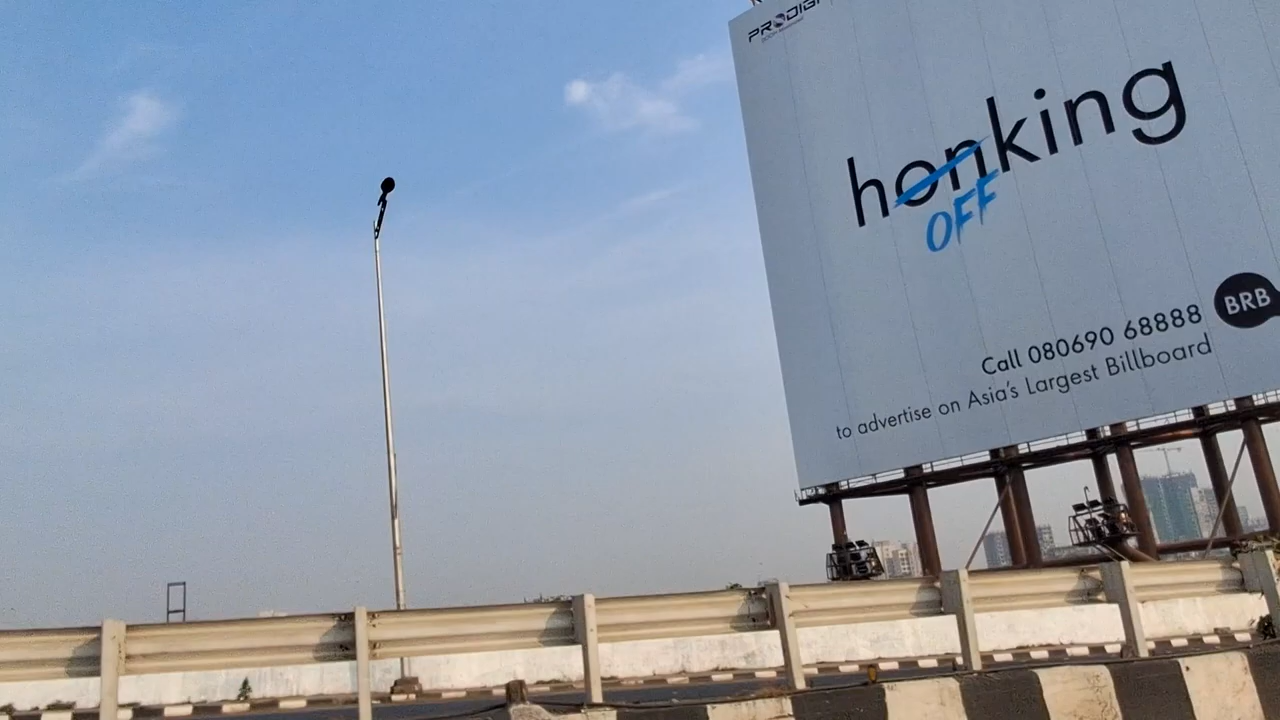 PRODIGI
honking
OFF
Call 080690 68888
BRB
to advertise on Asia's Largest Billboard